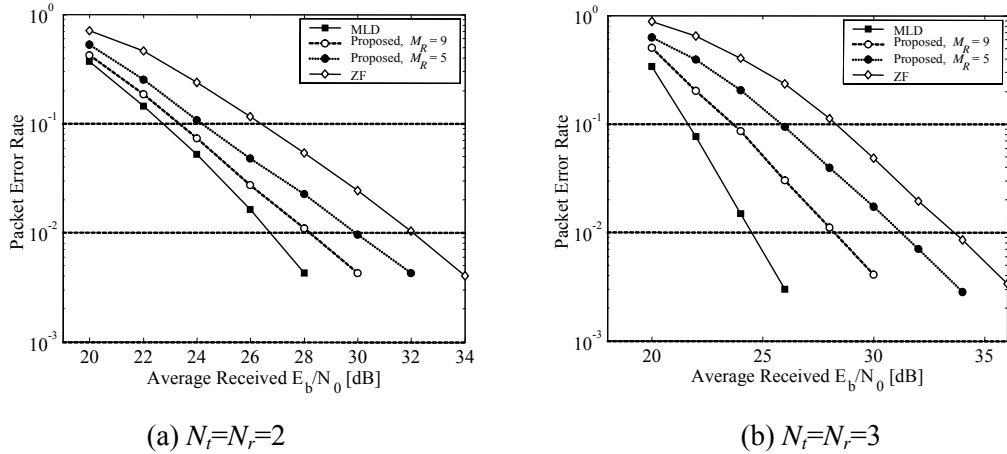 10^0
10^-1
10^-2
10^-3
Packet Error Rate
MLD
Proposed, M_R = 9
Proposed, M_R = 5
ZF
20 22 24 26 28 30 32 34
Average Received E_b/N_0 [dB]
(a) N_t=N_r=2
10^0
10^-1
10^-2
10^-3
Packet Error Rate
MLD
Proposed, M_R = 9
Proposed, M_R = 5
ZF
20 25 30 35
Average Received E_b/N_0 [dB]
(b) N_t=N_r=3